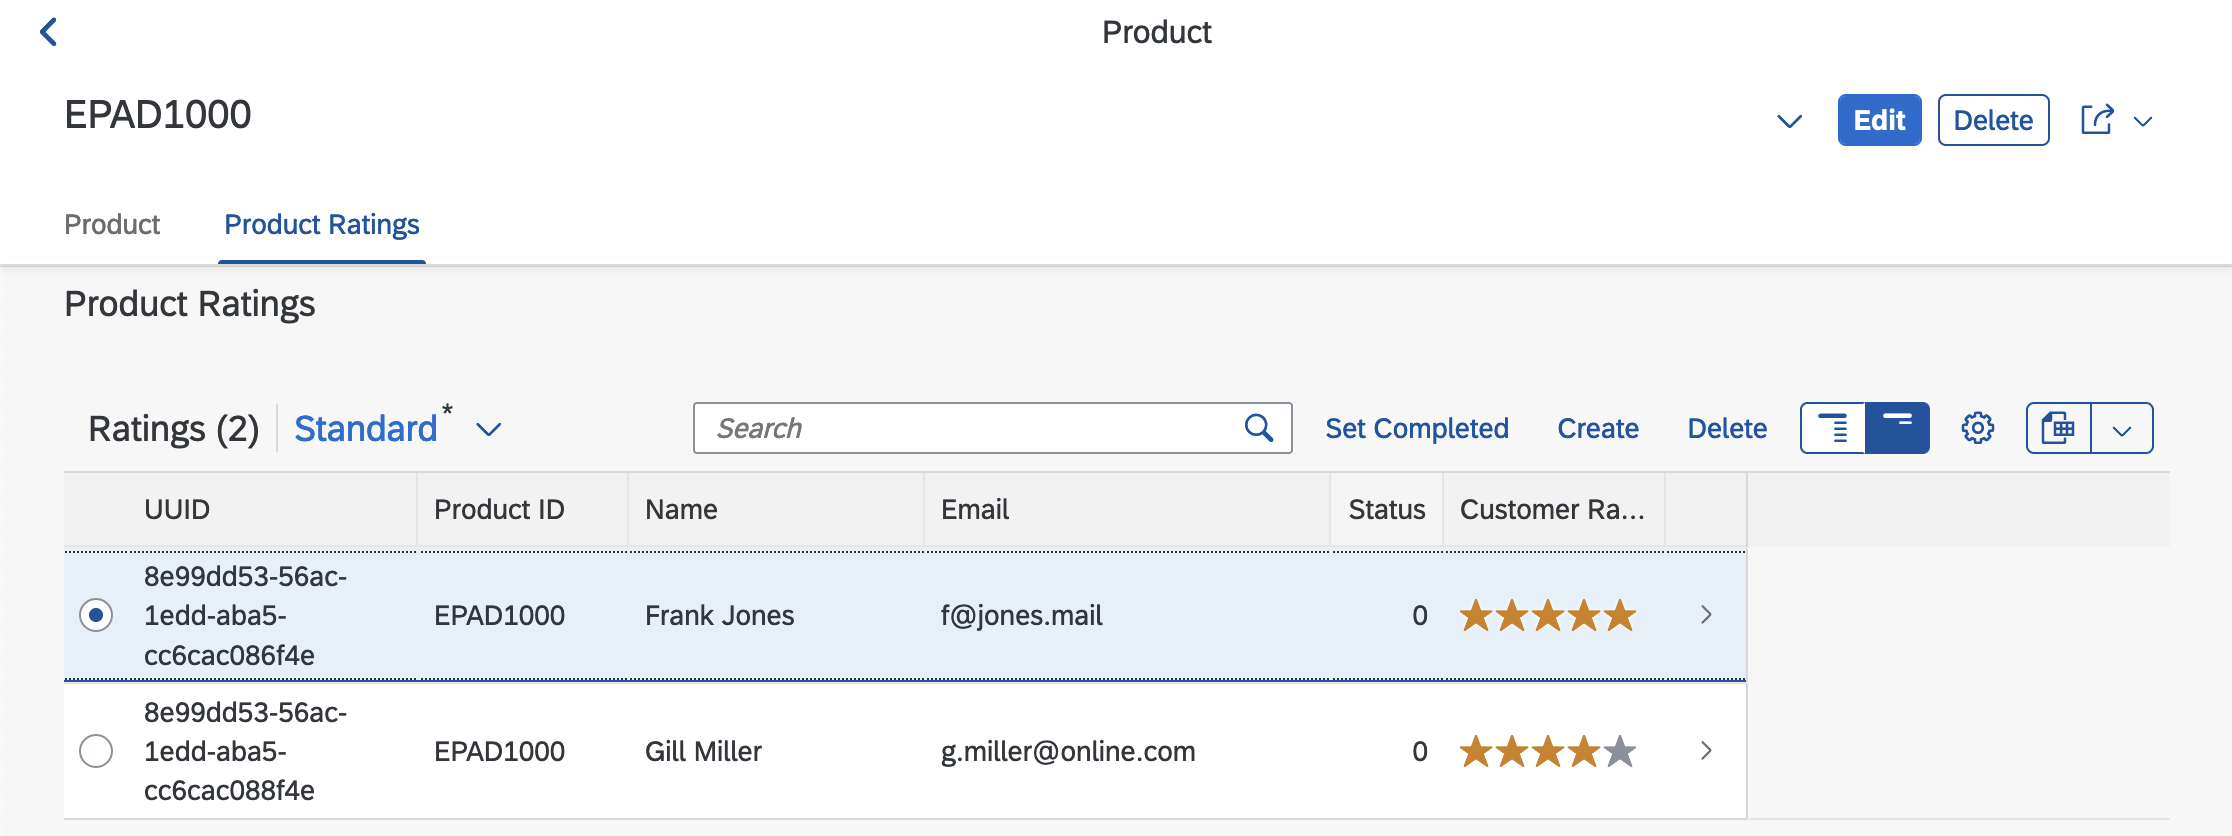 Product
EPAD1000
Edit
Delete
Product
Product Ratings
Product Ratings
Ratings (2)
Standard*
Search
Set Completed
Create
Delete
UUID
Product ID
Name
Email
Status
Customer Ra...
8e99dd53-56ac-
1edd-aba5-
cc6cac086f4e
EPAD1000
Frank Jones
f@jones.mail
0
8e99dd53-56ac-
1edd-aba5-
cc6cac088f4e
EPAD1000
Gill Miller
g.miller@online.com
0